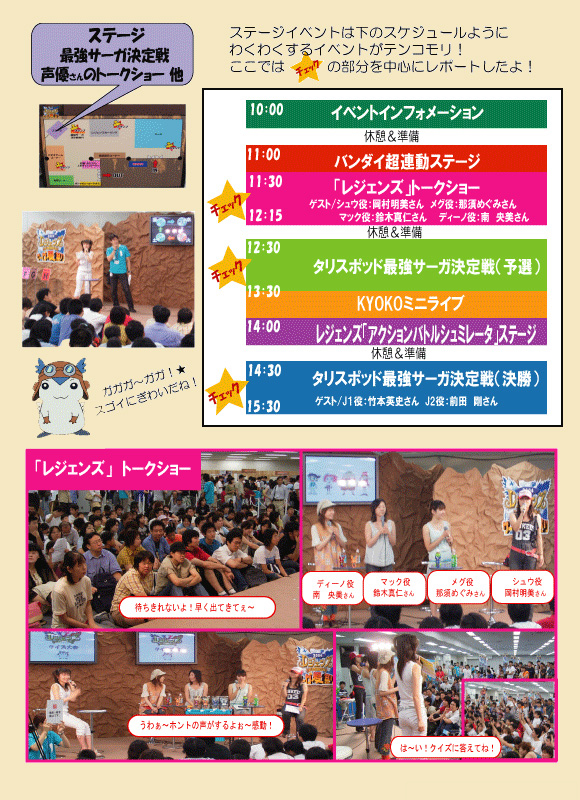 ステージ
最強サーガ決定戦
声優さんのトークショー 他
ステージイベントは下のスケジュールように
わくわくするイベントがテンコモリ！
ここでは チェック の部分を中心にレポートしたよ！
10:00 イベントインフォメーション
休憩＆準備
11:00 バンダイ超連動ステージ
チェック
11:30 「レジェンズ」トークショー
ゲスト/シュウ役：岡村明美さん メグ役：那須めぐみさん
12:15 マック役：鈴木真仁さん ディーノ役：南 央美さん
休憩＆準備
チェック
12:30 タリスポッド最強サーガ決定戦（予選）
13:30 KYOKOミニライブ
14:00 レジェンズ「アクションバトルシュミレータ」ステージ
休憩＆準備
チェック
14:30 タリスポッド最強サーガ決定戦（決勝）
15:30 ゲスト/J1役：竹本英史さん J2役：前田 剛さん
ガガガ～ガガ！★
スゴイにぎわいだね！
「レジェンズ」 トークショー
待ちきれないよ！早く出てきてぇ～
ディーノ役
南 央美さん
マック役
鈴木真仁さん
メグ役
那須めぐみさん
シュウ役
岡村明美さん
うわぁ～ホントの声がするよぉ～感動！
は～い！クイズに答えてね！